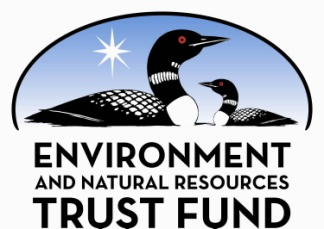 ENVIRONMENT
AND NATURAL RESOURCES
TRUST FUND